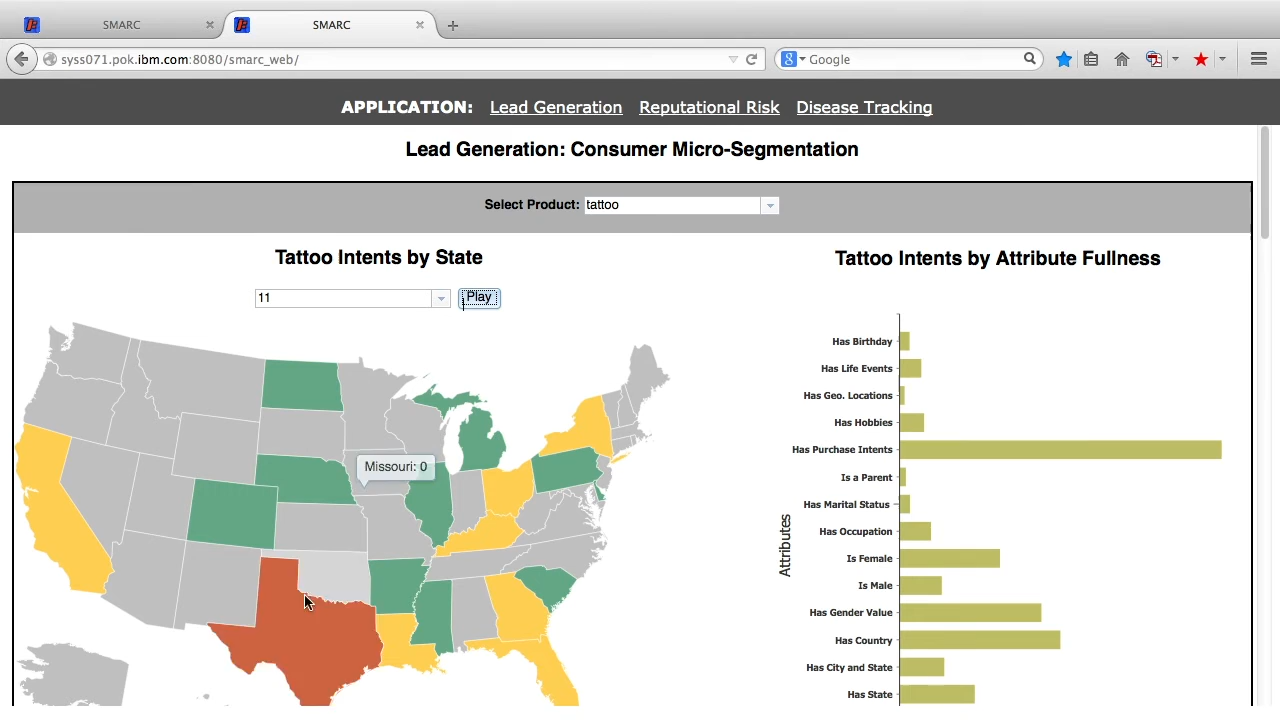 SMARC
SMARC
syss071.pok.ibm.com:8080/smarc_web/
Google
APPLICATION: Lead Generation Reputational Risk Disease Tracking
Lead Generation: Consumer Micro-Segmentation
Select Product: tattoo
Tattoo Intents by State
11 Play
Missouri: 0
Tattoo Intents by Attribute Fullness
Attributes
Has Birthday
Has Life Events
Has Geo. Locations
Has Hobbies
Has Purchase Intents
Is a Parent
Has Marital Status
Has Occupation
Is Female
Is Male
Has Gender Value
Has Country
Has City and State
Has State